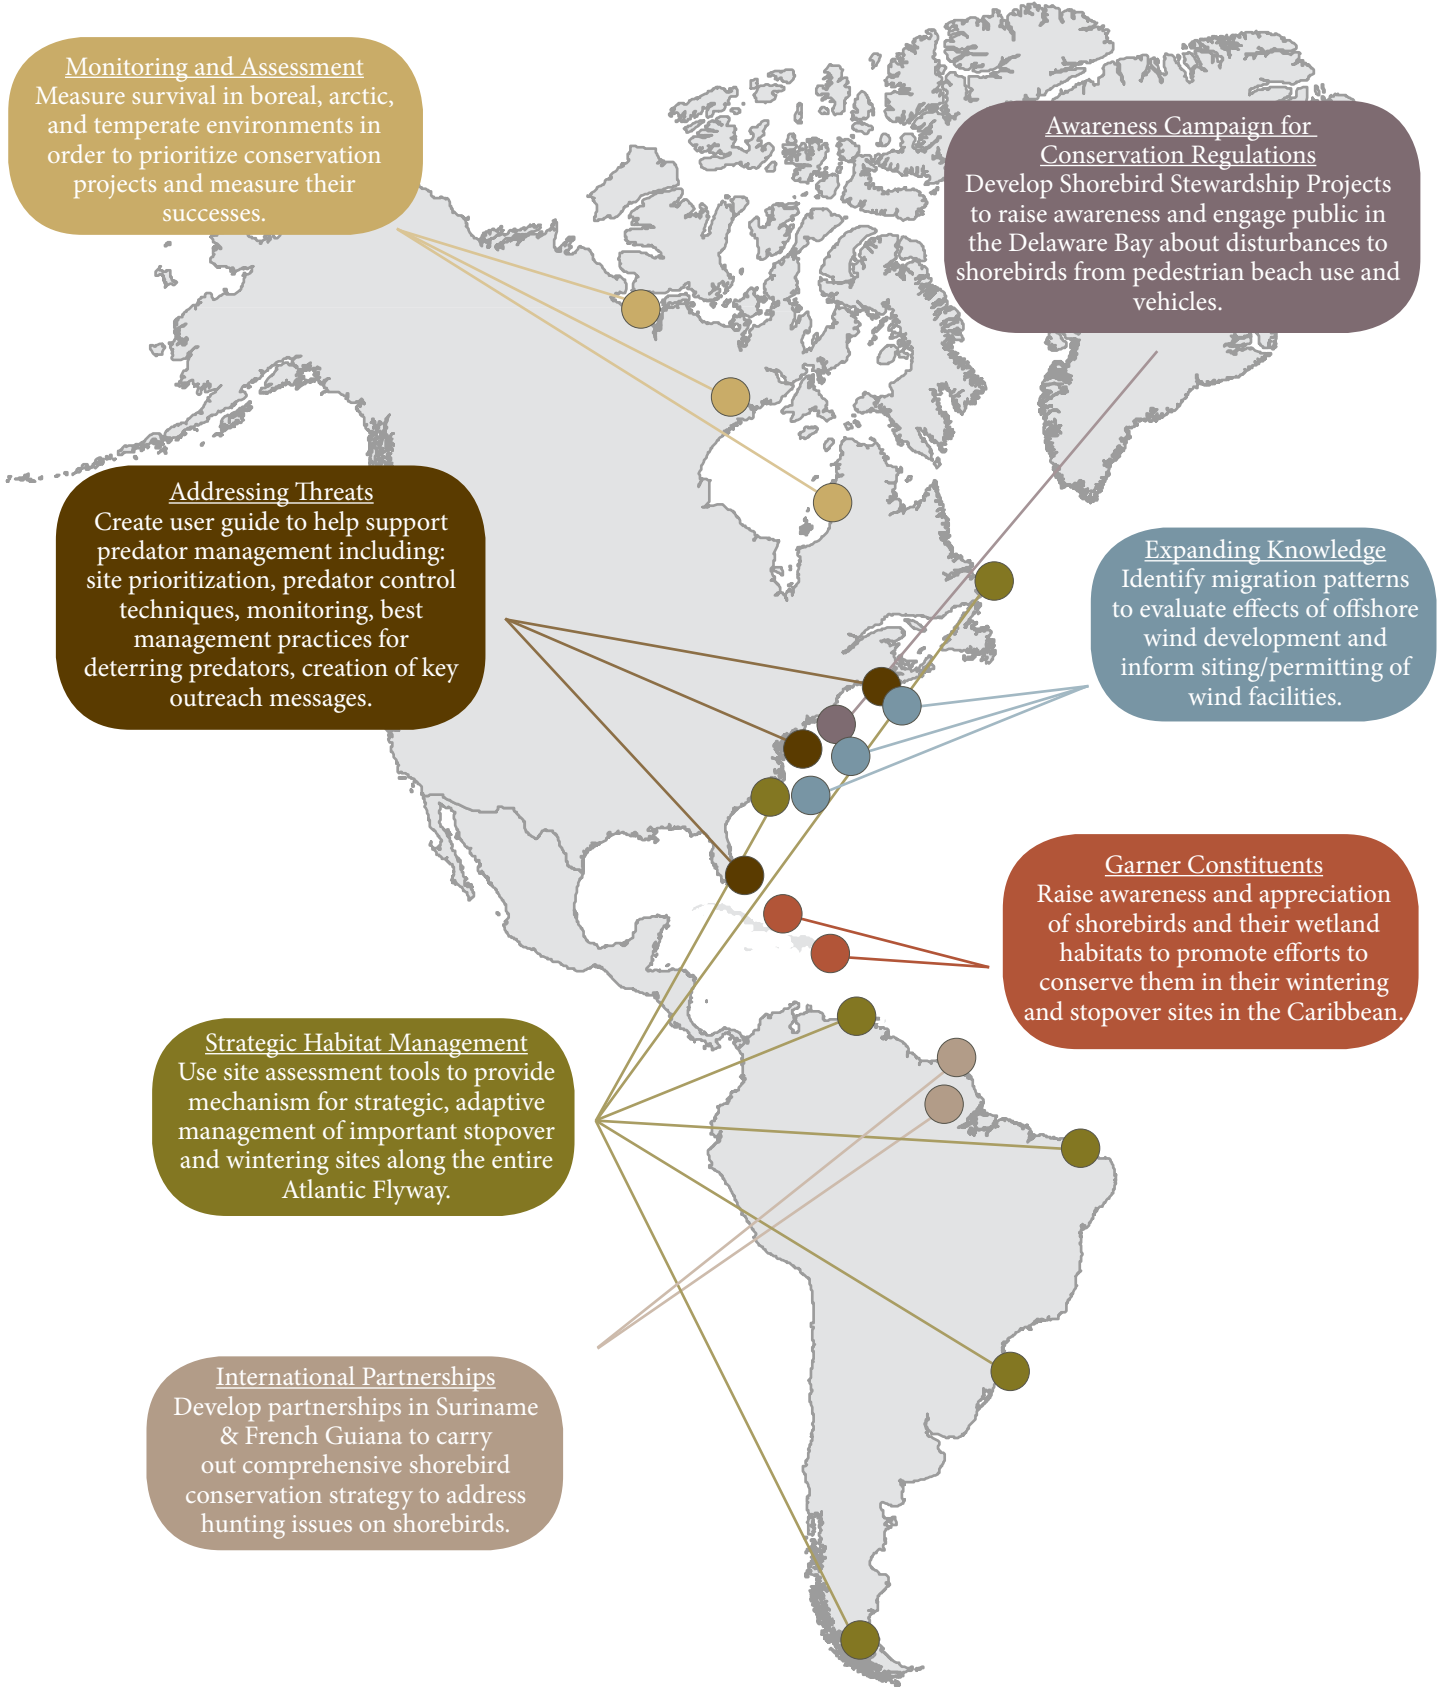 Monitoring and Assessment
Measure survival in boreal, arctic,
and temperate environments in
order to prioritize conservation
projects and measure their
successes.
Awareness Campaign for
Conservation Regulations
Develop Shorebird Stewardship Projects
to raise awareness and engage public in
the Delaware Bay about disturbances to
shorebirds from pedestrian beach use and
vehicles.
Addressing Threats
Create user guide to help support
predator management including:
site prioritization, predator control
techniques, monitoring, best
management practices for
deterring predators, creation of key
outreach messages.
Expanding Knowledge
Identify migration patterns
to evaluate effects of offshore
wind development and
inform siting/permitting of
wind facilities.
Garner Constituents
Raise awareness and appreciation
of shorebirds and their wetland
habitats to promote efforts to
conserve them in their wintering
and stopover sites in the Caribbean.
Strategic Habitat Management
Use site assessment tools to provide
mechanism for strategic, adaptive
management of important stopover
and wintering sites along the entire
Atlantic Flyway.
International Partnerships
Develop partnerships in Suriname
& French Guiana to carry
out comprehensive shorebird
conservation strategy to address
hunting issues on shorebirds.